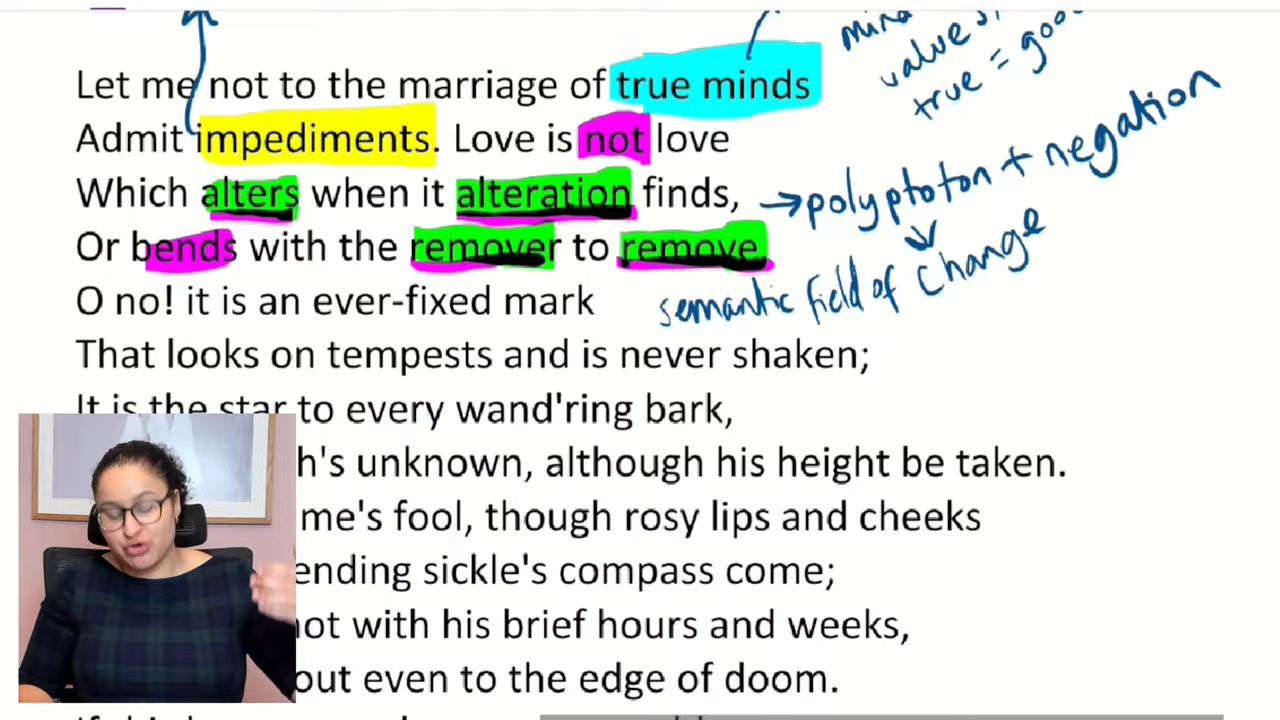 mind
value s
true = good
Let me not to the marriage of true minds
Admit impediments. Love is not love
Which alters when it alteration finds,
→ polyptoton + negation
Or bends with the remover to remove
semantic field of change
O no! it is an ever-fixed mark
That looks on tempests and is never shaken;
It is the star to every wand'ring bark,
h's unknown, although his height be taken.
me's fool, though rosy lips and cheeks
ending sickle's compass come;
not with his brief hours and weeks,
out even to the edge of doom.